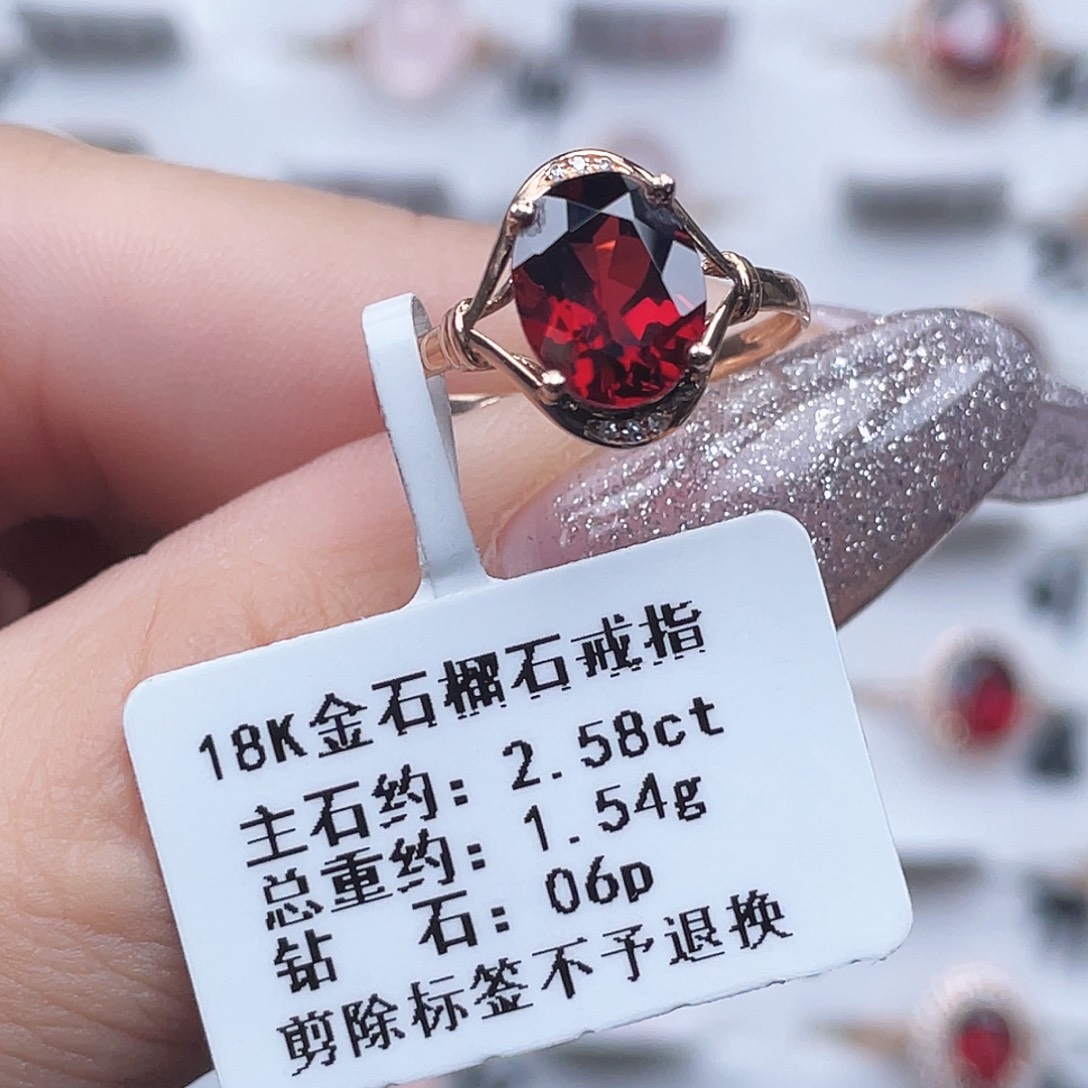 18K金石榴石戒指
主石约：2.58ct
总重约：1.54g
钻 石：06p
剪除标签不予退换